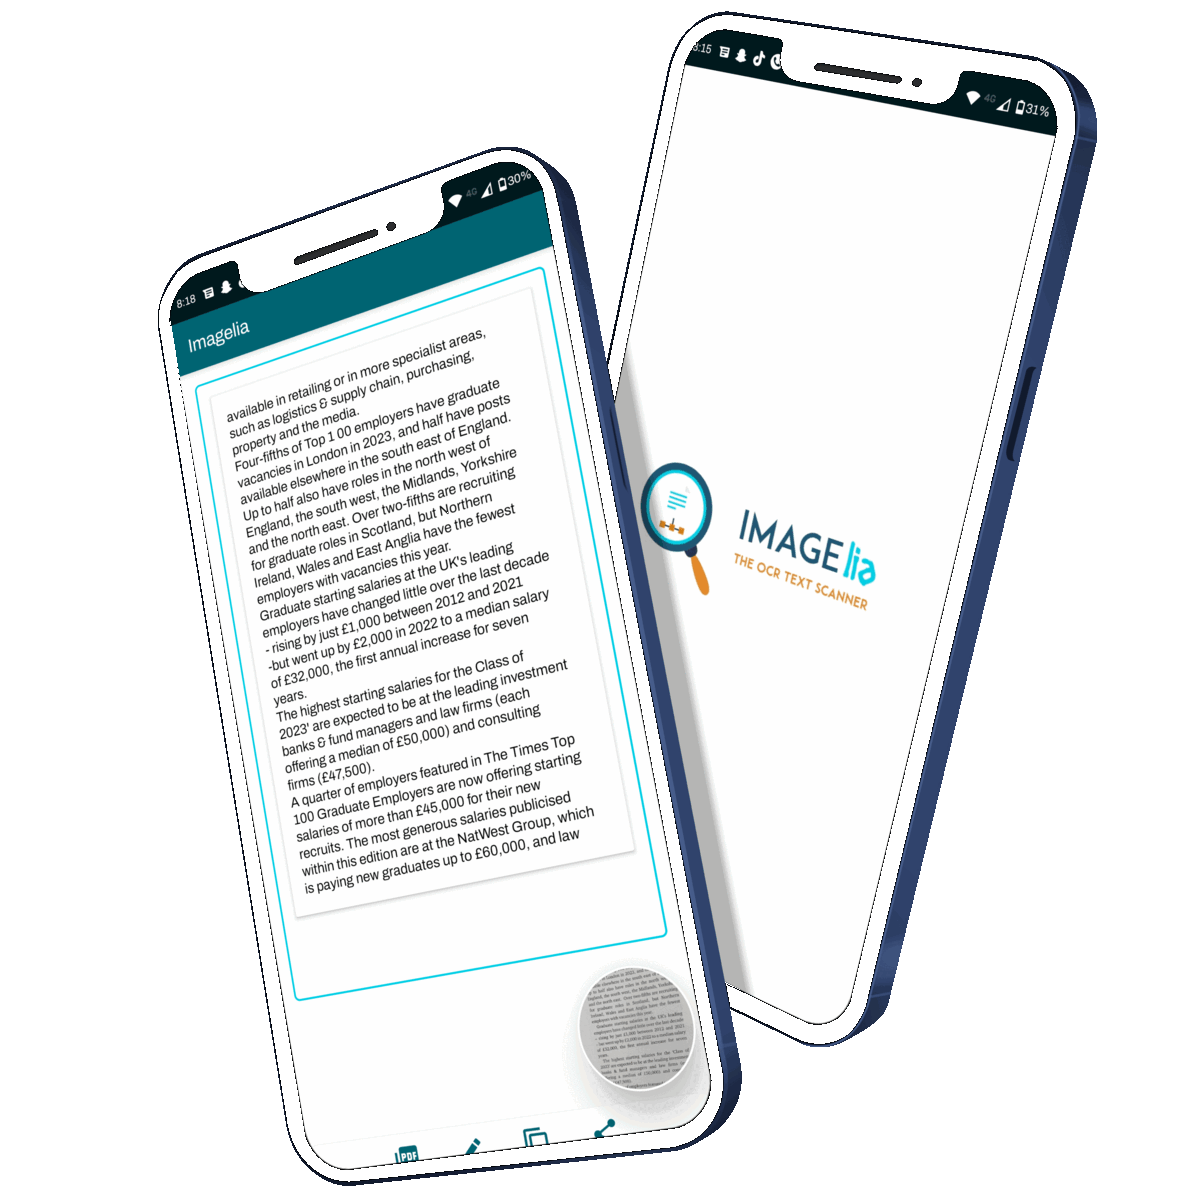 8:18
4G
30%
Imagelia
available in retailing or in more specialist areas,
such as logistics & supply chain, purchasing,
property and the media.
Four-fifths of Top 1 00 employers have graduate
vacancies in London in 2023, and half have posts
available elsewhere in the south east of England.
Up to half also have roles in the north west of
England, the south west, the Midlands, Yorkshire
and the north east. Over two-fifths are recruiting
for graduate roles in Scotland, but Northern
Ireland, Wales and East Anglia have the fewest
employers with vacancies this year.
Graduate starting salaries at the UK's leading
employers have changed little over the last decade
- rising by just £1,000 between 2012 and 2021
-but went up by £2,000 in 2022 to a median salary
of £32,000, the first annual increase for seven
years.
The highest starting salaries for the Class of
2023' are expected to be at the leading investment
banks & fund managers and law firms (each
offering a median of £50,000) and consulting
firms (£47,500).
A quarter of employers featured in The Times Top
100 Graduate Employers are now offering starting
salaries of more than £45,000 for their new
recruits. The most generous salaries publicised
within this edition are at the NatWest Group, which
is paying new graduates up to £60,000, and law
PDF
8:15
4G
31%
IMAGElia
THE OCR TEXT SCANNER